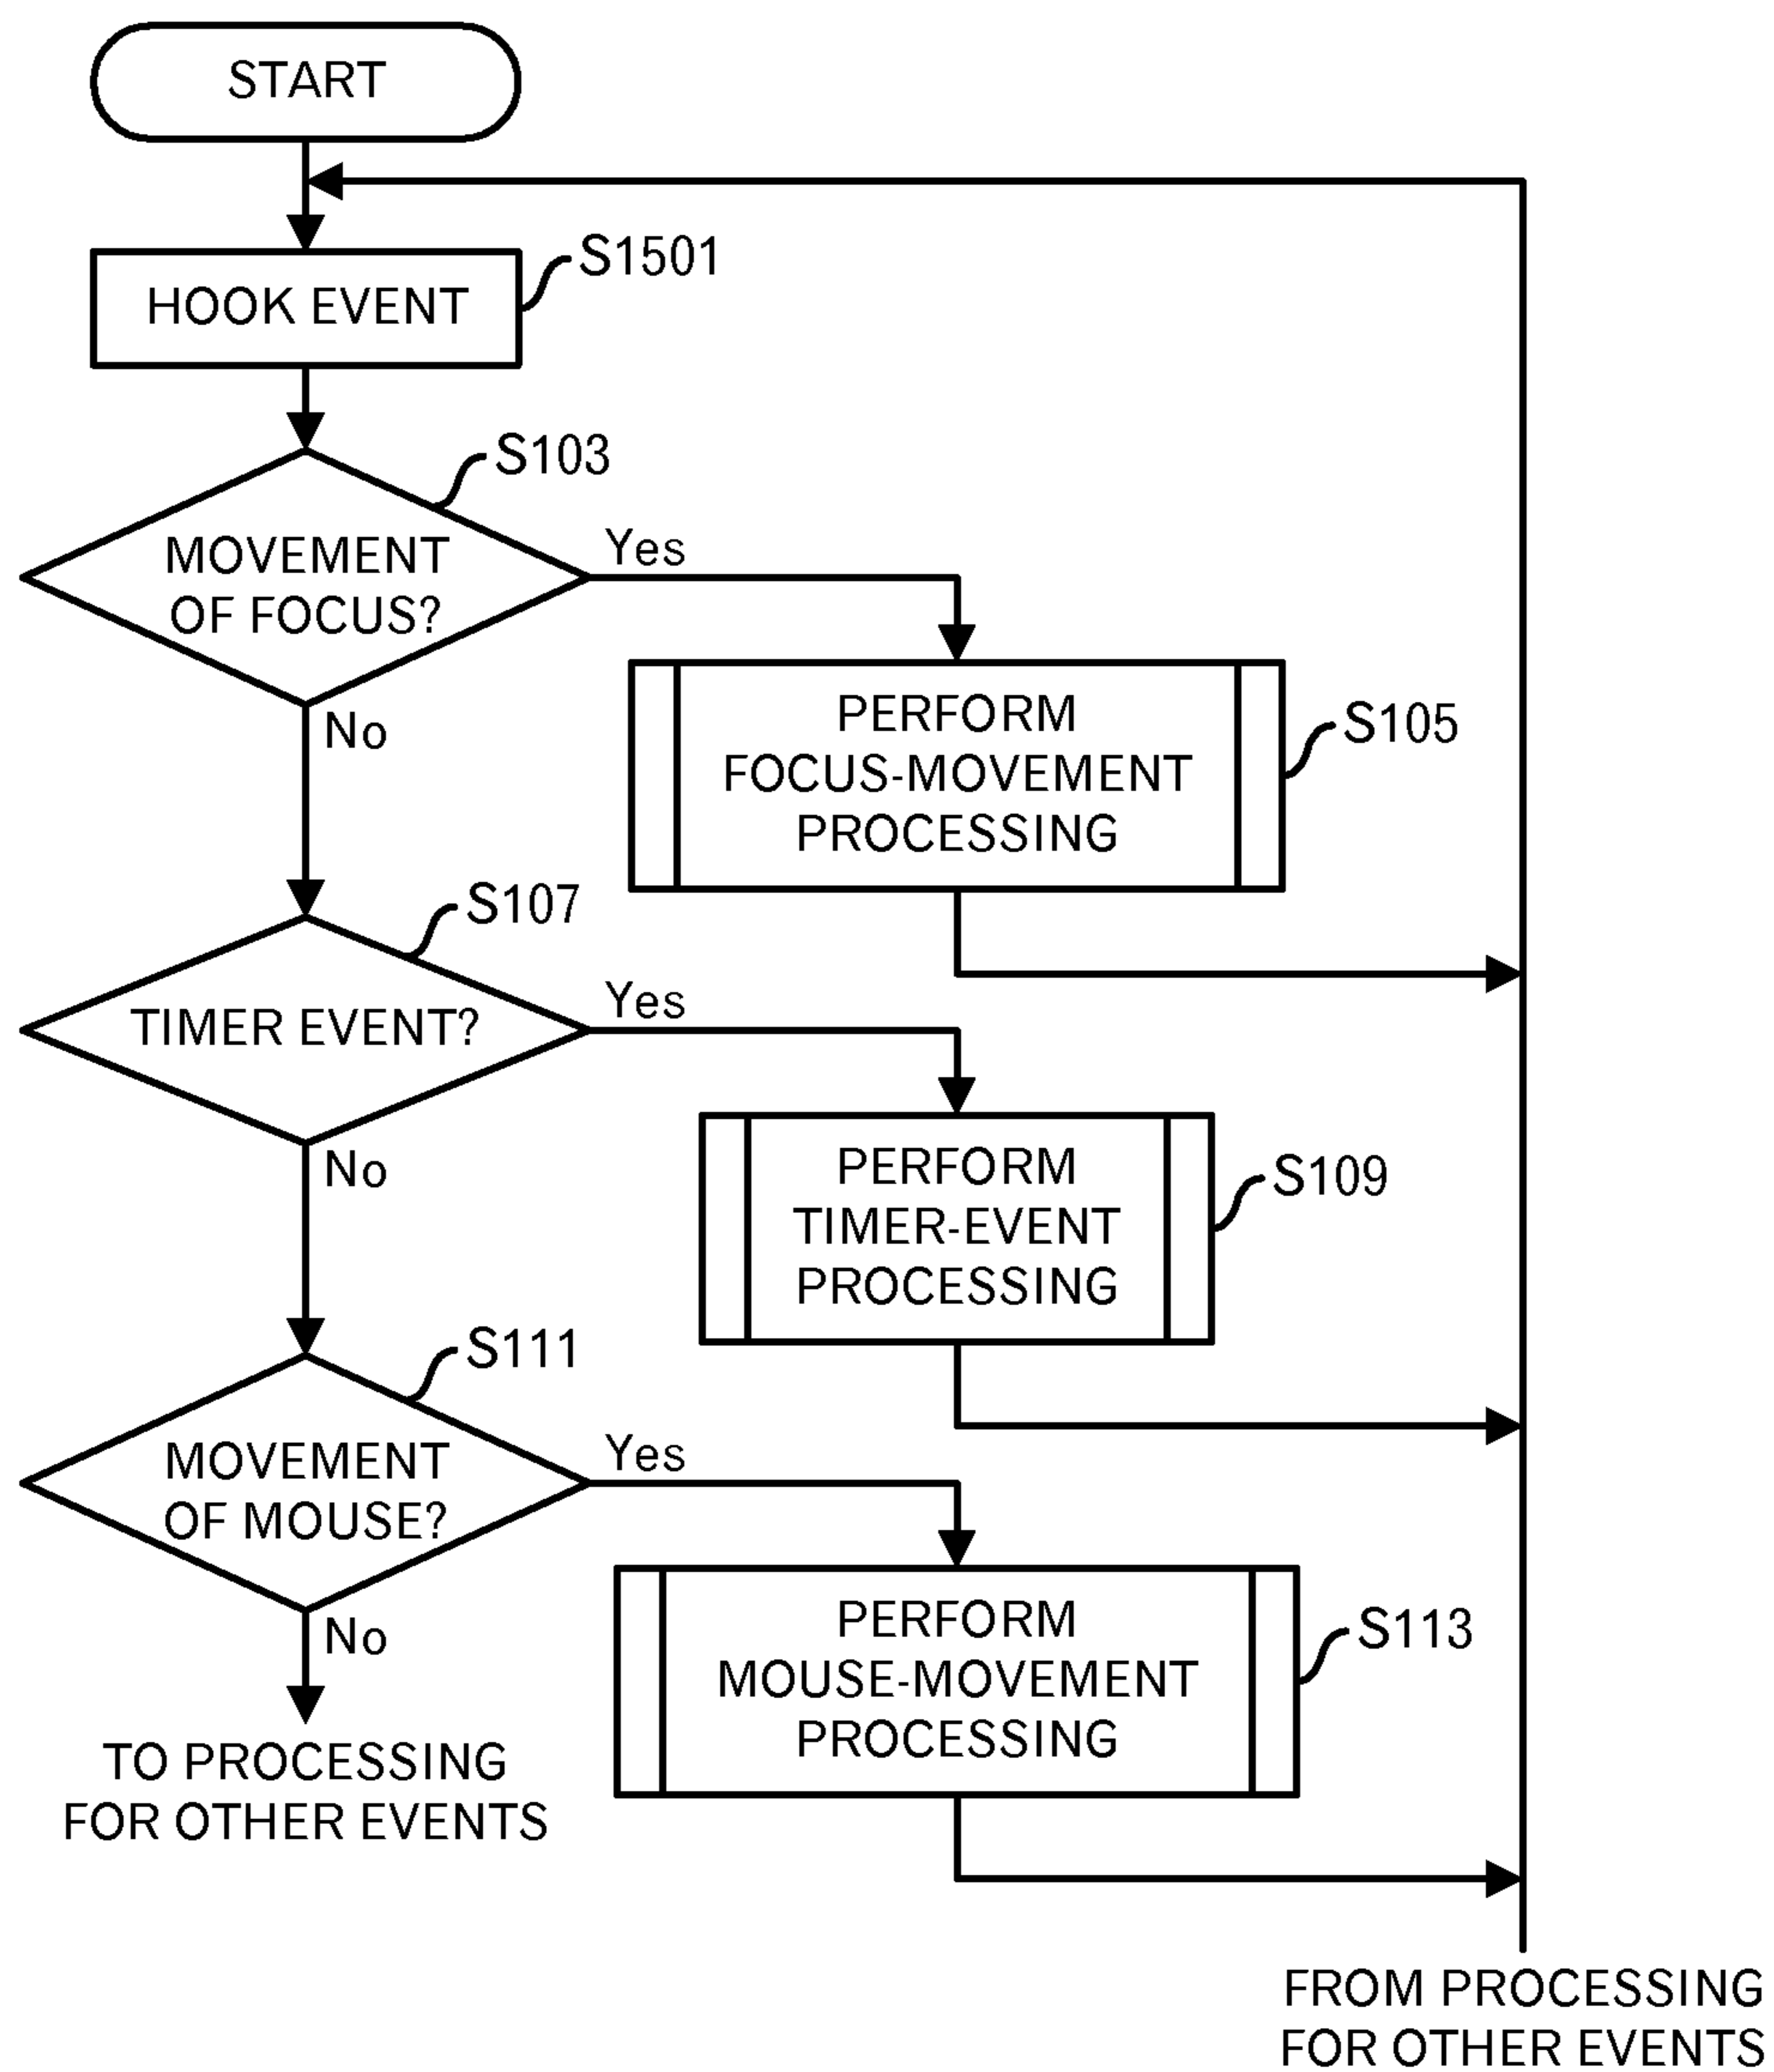 START
HOOK EVENT
S1501
S103
MOVEMENT
OF FOCUS?
Yes
No
PERFORM
FOCUS-MOVEMENT
PROCESSING
S105
S107
TIMER EVENT?
Yes
No
PERFORM
TIMER-EVENT
PROCESSING
S109
S111
MOVEMENT
OF MOUSE?
Yes
No
PERFORM
MOUSE-MOVEMENT
PROCESSING
S113
TO PROCESSING
FOR OTHER EVENTS
FROM PROCESSING
FOR OTHER EVENTS